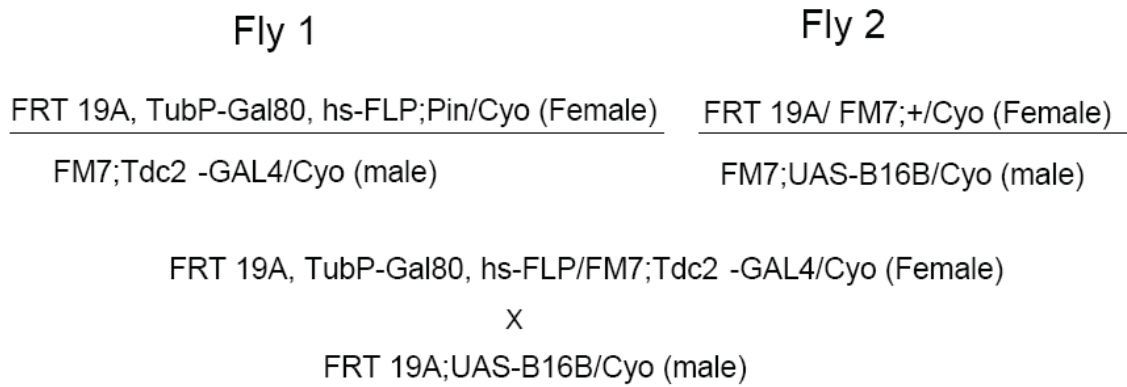 Fly 1
Fly 2
FRT 19A, TubP-Gal80, hs-FLP;Pin/Cyo (Female)
FM7;Tdc2 -GAL4/Cyo (male)
FRT 19A/ FM7;+/Cyo (Female)
FM7;UAS-B16B/Cyo (male)
FRT 19A, TubP-Gal80, hs-FLP/FM7;Tdc2 -GAL4/Cyo (Female)
X
FRT 19A;UAS-B16B/Cyo (male)